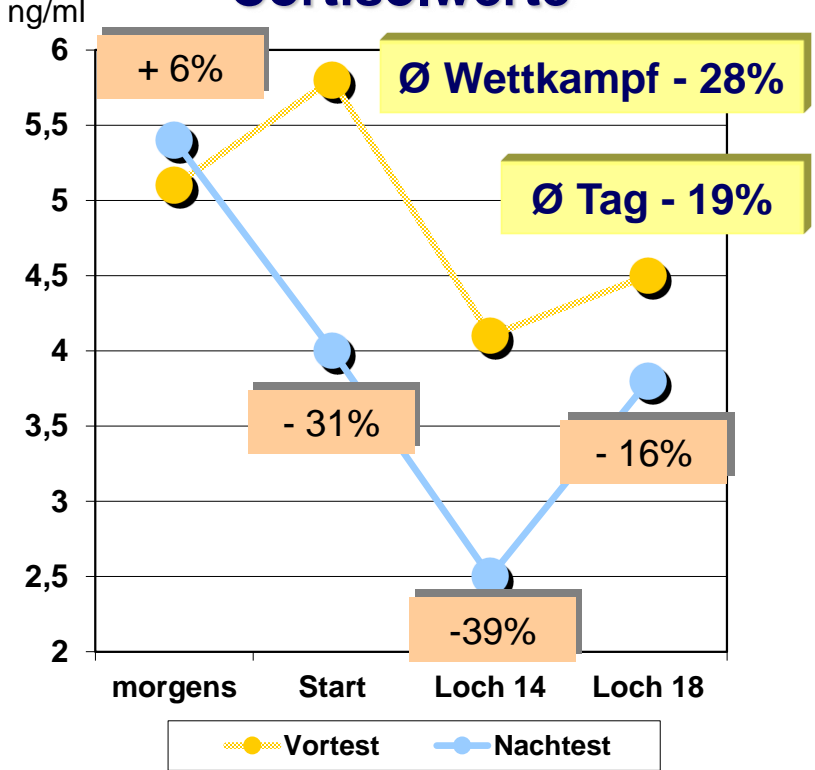 Cortisolwerte
ng/ml
6
+ 6%
Ø Wettkampf - 28%
5,5
5
Ø Tag - 19%
4,5
4
3,5
- 31%
- 16%
3
2,5
-39%
2
morgens Start Loch 14 Loch 18
Vortest Nachtest